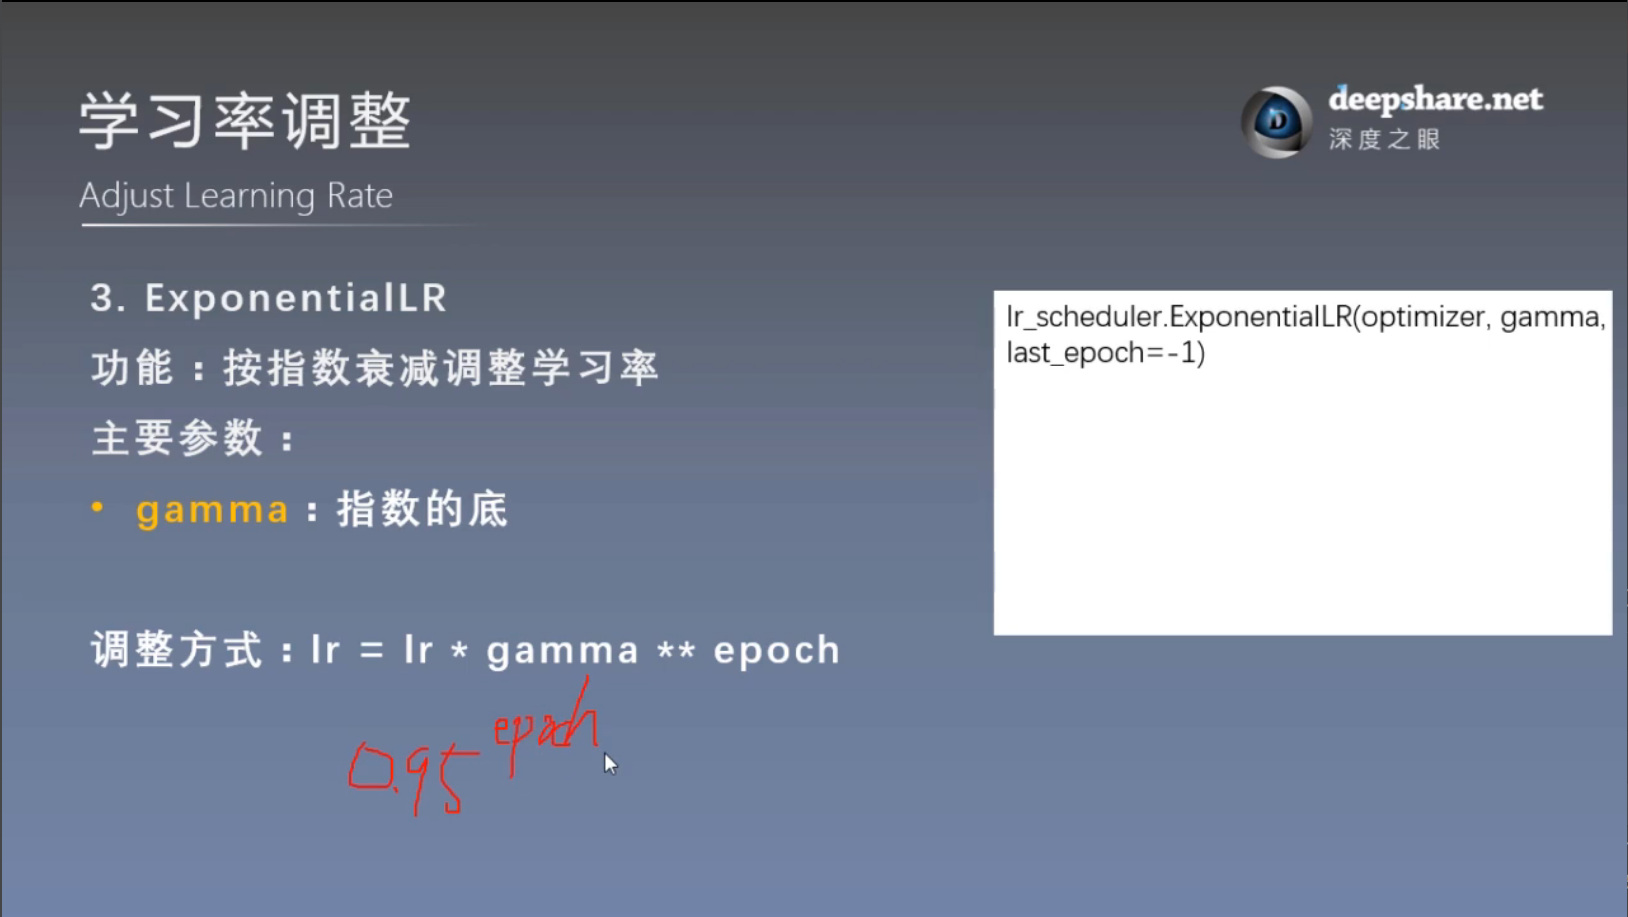 学习率调整
Adjust Learning Rate
deepshare.net
深度之眼
3. ExponentialLR
功能：按指数衰减调整学习率
主要参数：
• gamma：指数的底
调整方式：lr = lr * gamma ** epoch
0.95 epoch
lr_scheduler.ExponentialLR(optimizer, gamma,
last_epoch=-1)